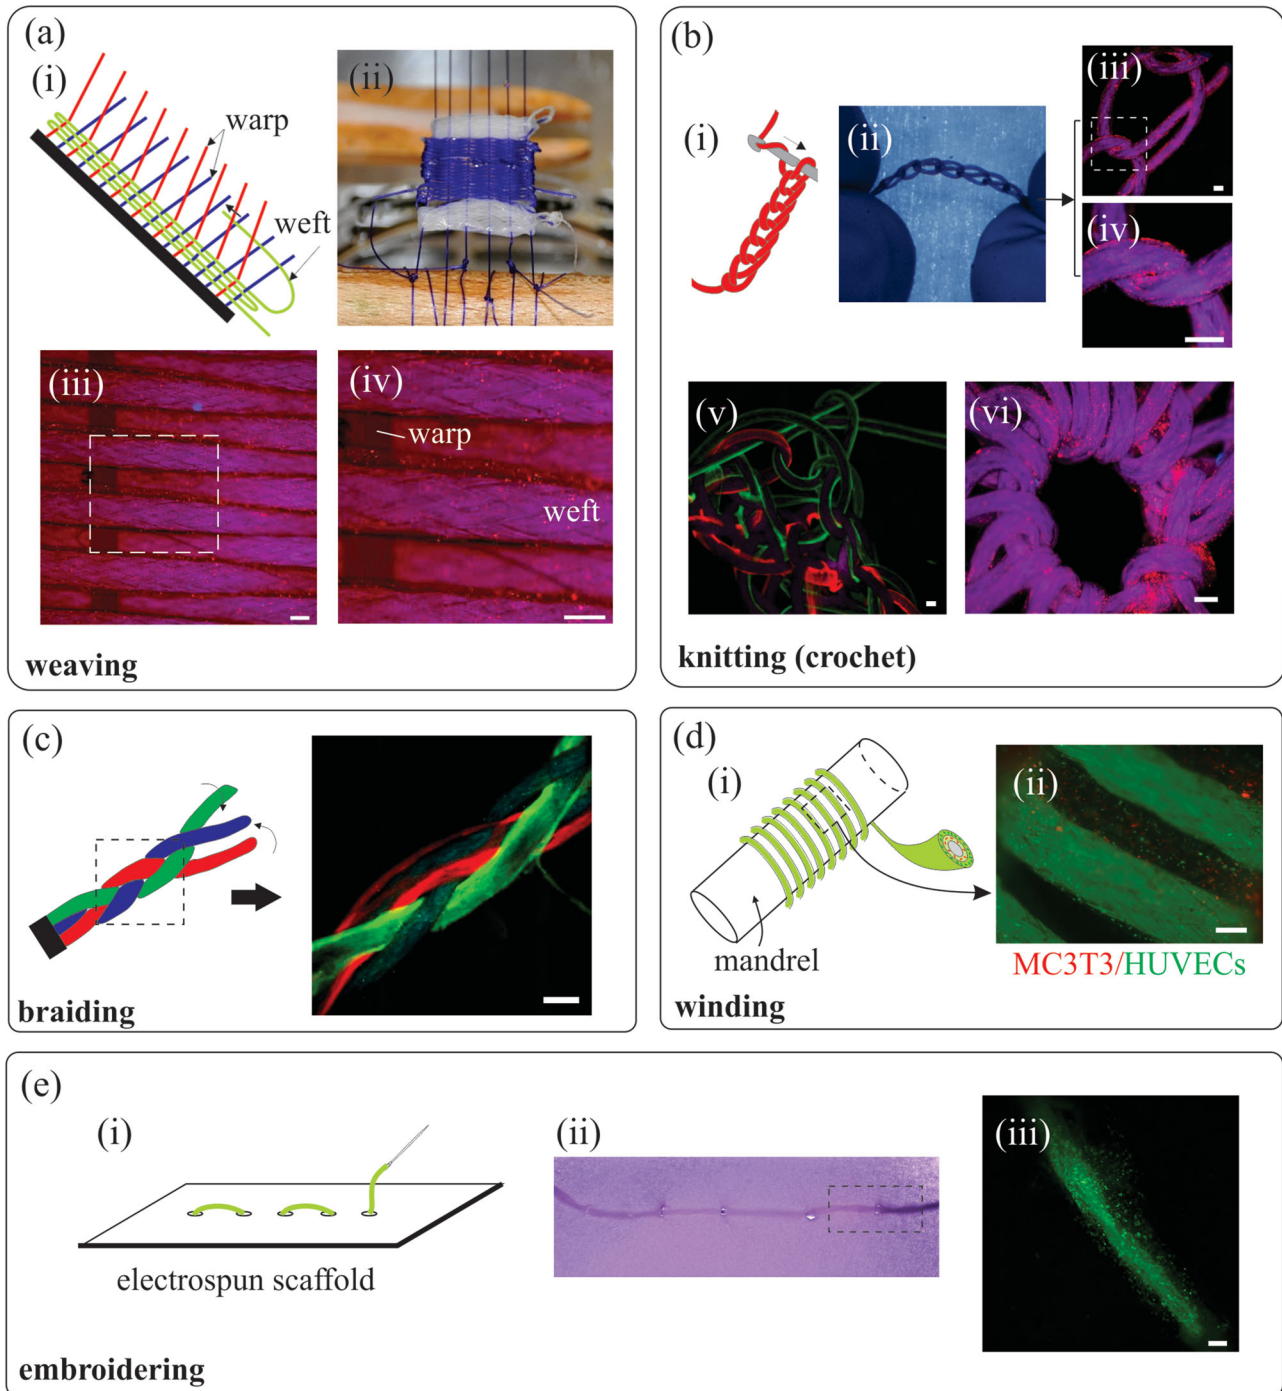 (a)
(i)
warp
weft
(ii)
(iii)
(iv)
warp
weft
weaving
(b)
(i)
(ii)
(iii)
(iv)
(v)
(vi)
knitting (crochet)
(c)
braiding
(d)
(i)
mandrel
(ii)
MC3T3/HUVECs
winding
(e)
(i)
electrospun scaffold
(ii)
(iii)
embroidering